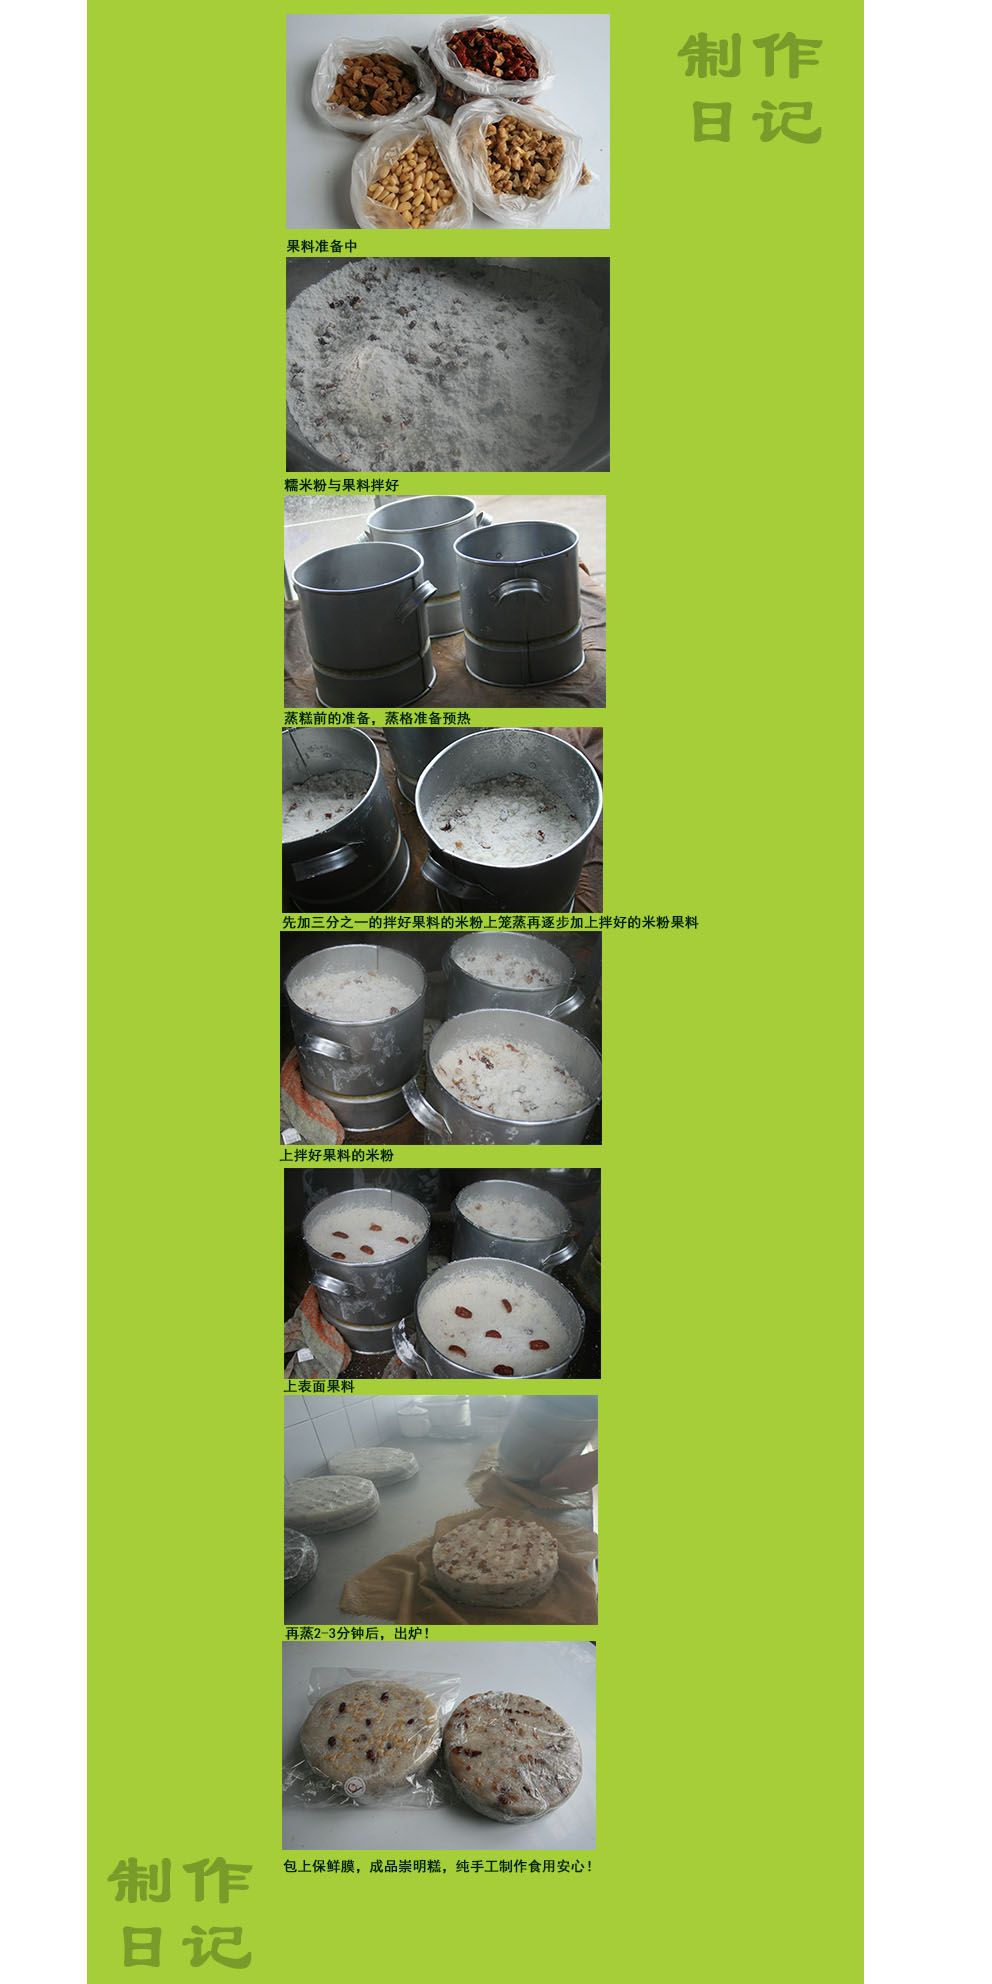 制作
日记
果料准备中
糯米粉与果料拌好
蒸糕前的准备，蒸格准备预热
先加三分之一的拌好果料的米粉上笼蒸再逐步加上拌好的米粉果料
上拌好果料的米粉
上表面果料
再蒸2-3分钟后，出炉！
包上保鲜膜，成品崇明糕，纯手工制作食用安心！
制作
日记